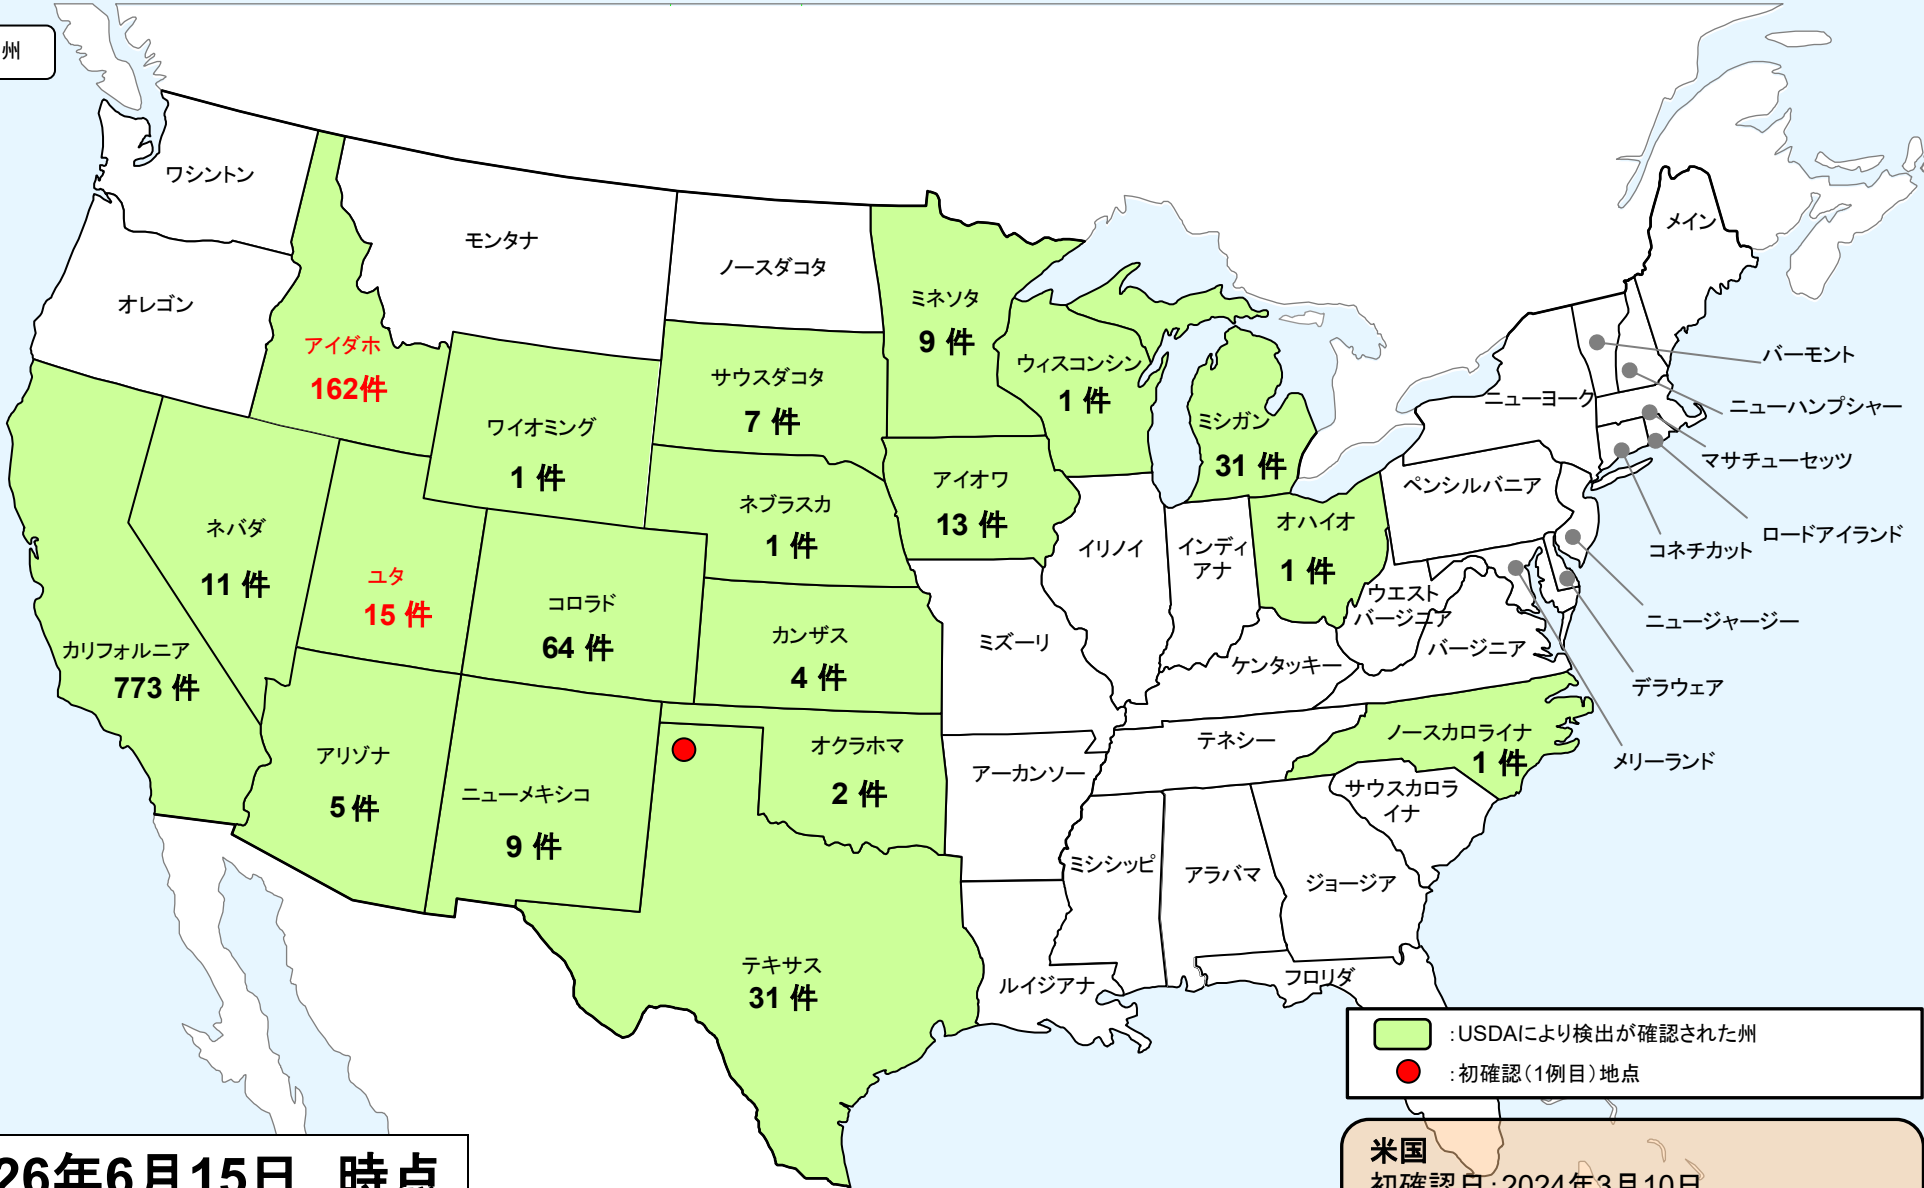 州
ワシントン
モンタナ
ノースダコタ
メイン
オレゴン
ミネソタ
9 件
アイダホ
162件
バーモント
ウィスコンシン
1 件
サウスダコタ
7 件
ニューヨーク
ニューハンプシャー
ワイオミング
1 件
ミシガン
31 件
マサチューセッツ
アイオワ
13 件
ペンシルバニア
ネブラスカ
1 件
オハイオ
1 件
ロードアイランド
ネバダ
11 件
イリノイ
インディ
アナ
コネチカット
ユタ
15 件
コロラド
64 件
ウエスト
バージニア
カンザス
4 件
ミズーリ
ニュージャージー
カリフォルニア
773 件
ケンタッキー
バージニア
デラウェア
アリゾナ
5 件
オクラホマ
2 件
テネシー
ノースカロライナ
1 件
メリーランド
ニューメキシコ
9 件
アーカンソー
サウスカロラ
イナ
ミシシッピ
アラバマ
ジョージア
テキサス
31 件
ルイジアナ
フロリダ
:USDAにより検出が確認された州
:初確認(1例目)地点
26年6月15日 時点
米国
初確認日:2024年3月10日